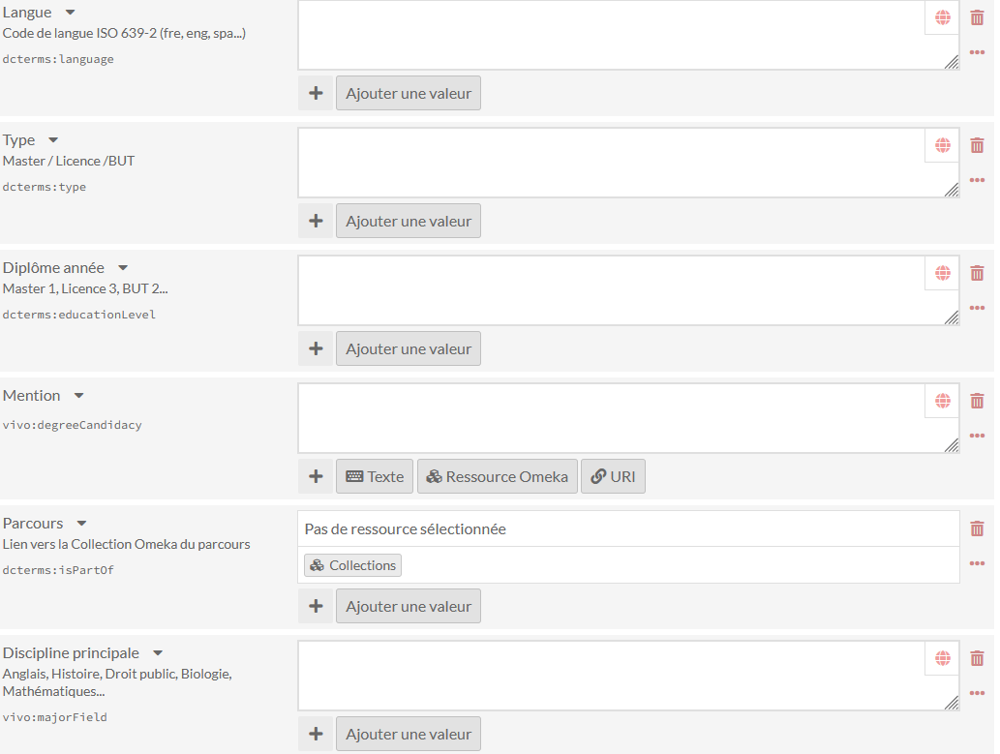 Langue
Code de langue ISO 639-2 (fre, eng, spa...)
dcterms:language
Ajouter une valeur
Type
Master / Licence /BUT
dcterms:type
Ajouter une valeur
Diplôme année
Master 1, Licence 3, BUT 2...
dcterms:educationLevel
Ajouter une valeur
Mention
vivo:degreeCandidacy
Texte Ressource Omeka URI
Parcours
Pas de ressource sélectionnée
Lien vers la Collection Omeka du parcours
Collections
dcterms:isPartOf
Ajouter une valeur
Discipline principale
Anglais, Histoire, Droit public, Biologie,
Mathématiques...
vivo:majorField
Ajouter une valeur